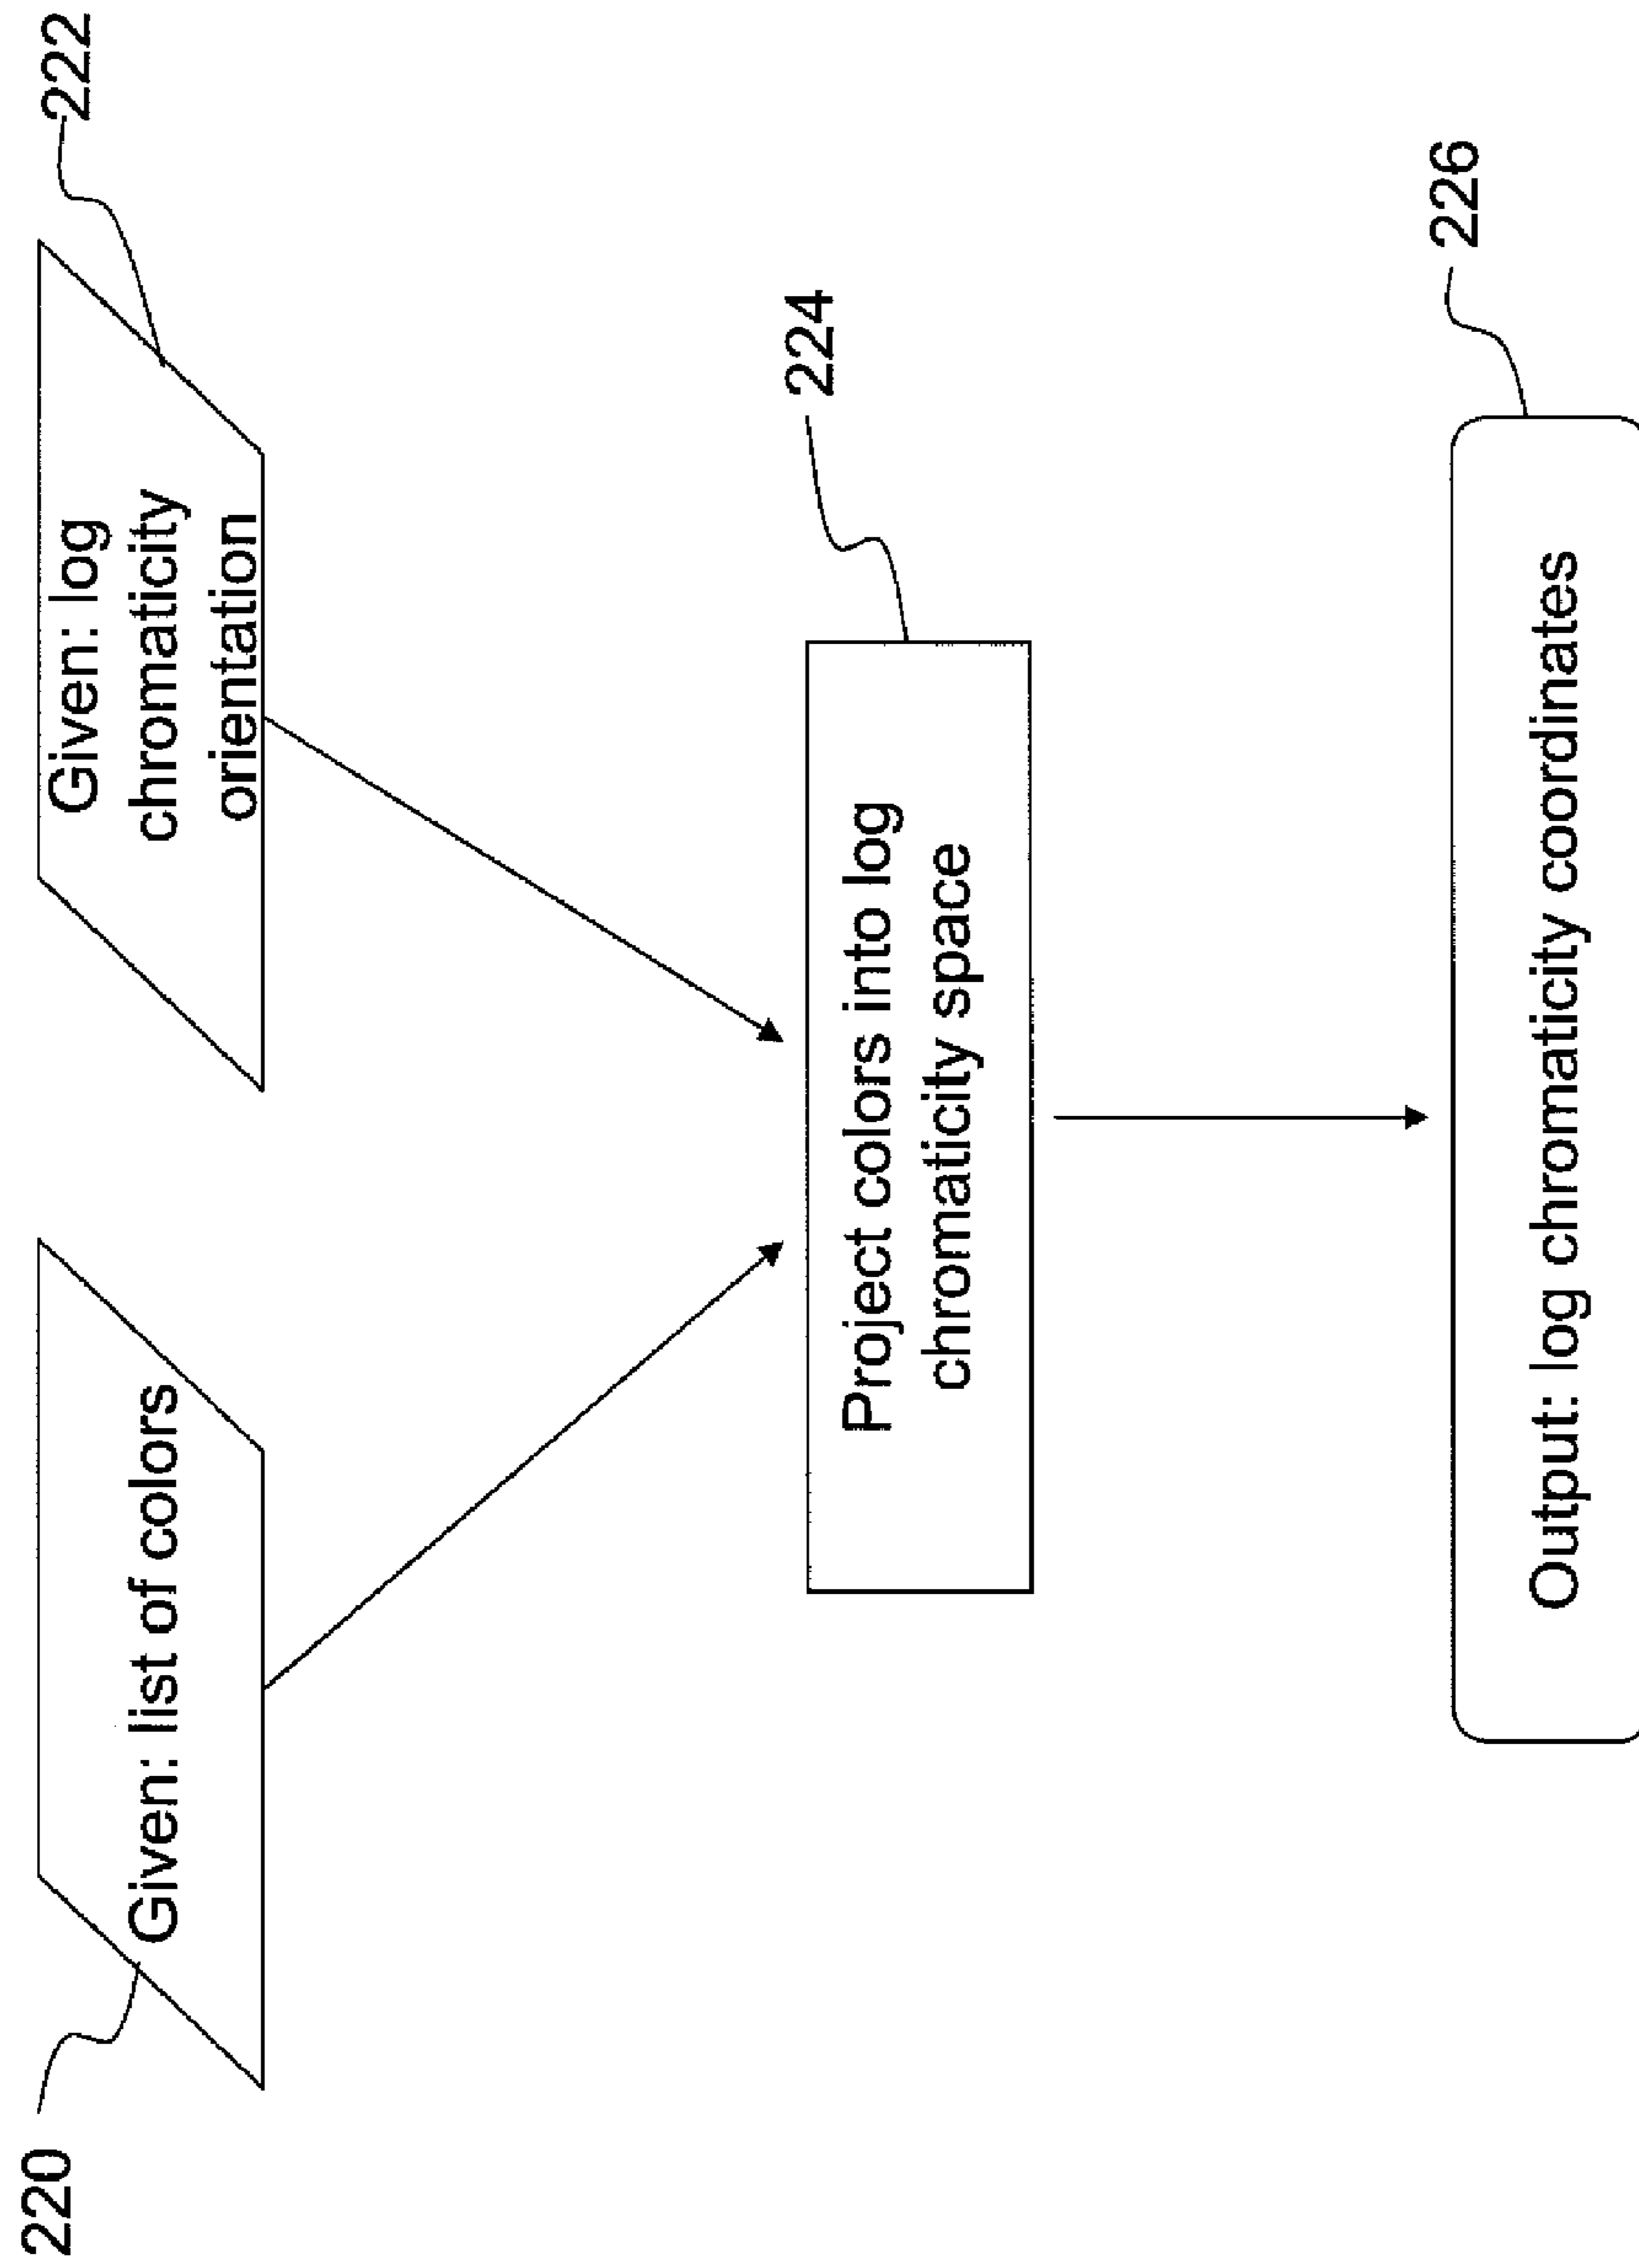 220
Given: list of colors
222
Given: log
chromaticity
orientation
224
Project colors into log
chromaticity space
226
Output: log chromaticity coordinates